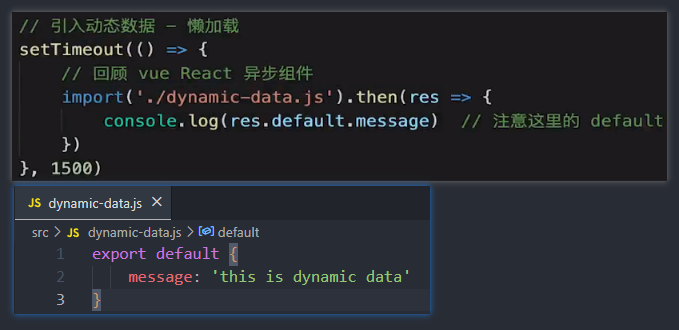 // 引入动态数据 - 懒加载
setTimeout(() => {
    // 回顾 vue React 异步组件
    import('./dynamic-data.js').then(res => {
        console.log(res.default.message)  // 注意这里的 default
    })
}, 1500)
JS dynamic-data.js ×
src > JS dynamic-data.js > default
1 export default {
2     message: 'this is dynamic data'
3 }